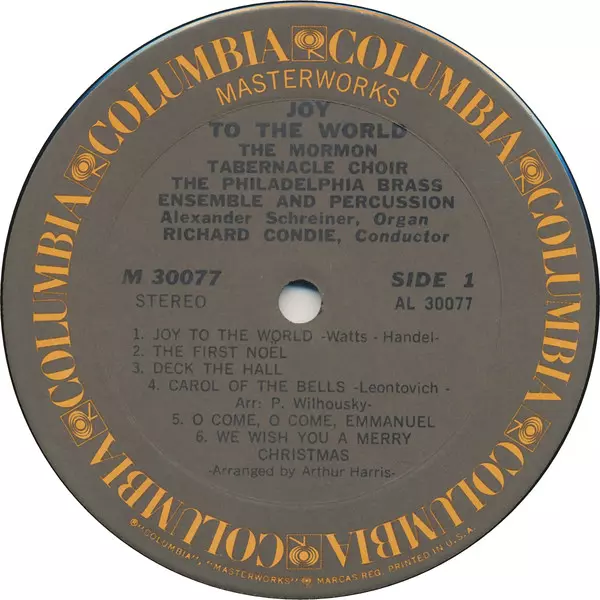 COLUMBIA COLUMBIA COLUMBIA COLUMBIA COLUMBIA COLUMBIA COLUMBIA COLUMBIA
MASTERWORKS
JOY
TO THE WORLD
THE MORMON
TABERNACLE CHOIR
THE PHILADELPHIA BRASS
ENSEMBLE AND PERCUSSION
Alexander Schreiner, Organ
RICHARD CONDIE, Conductor
M 30077 SIDE 1
STEREO AL 30077
1. JOY TO THE WORLD -Watts - Handel-
2. THE FIRST NOËL
3. DECK THE HALL
4. CAROL OF THE BELLS -Leontovich -
Arr: P. Wilhousky-
5. O COME, O COME, EMMANUEL
6. WE WISH YOU A MERRY
CHRISTMAS
-Arranged by Arthur Harris-
®"COLUMBIA", "MASTERWORKS" MARCAS REG. PRINTED IN U.S.A.